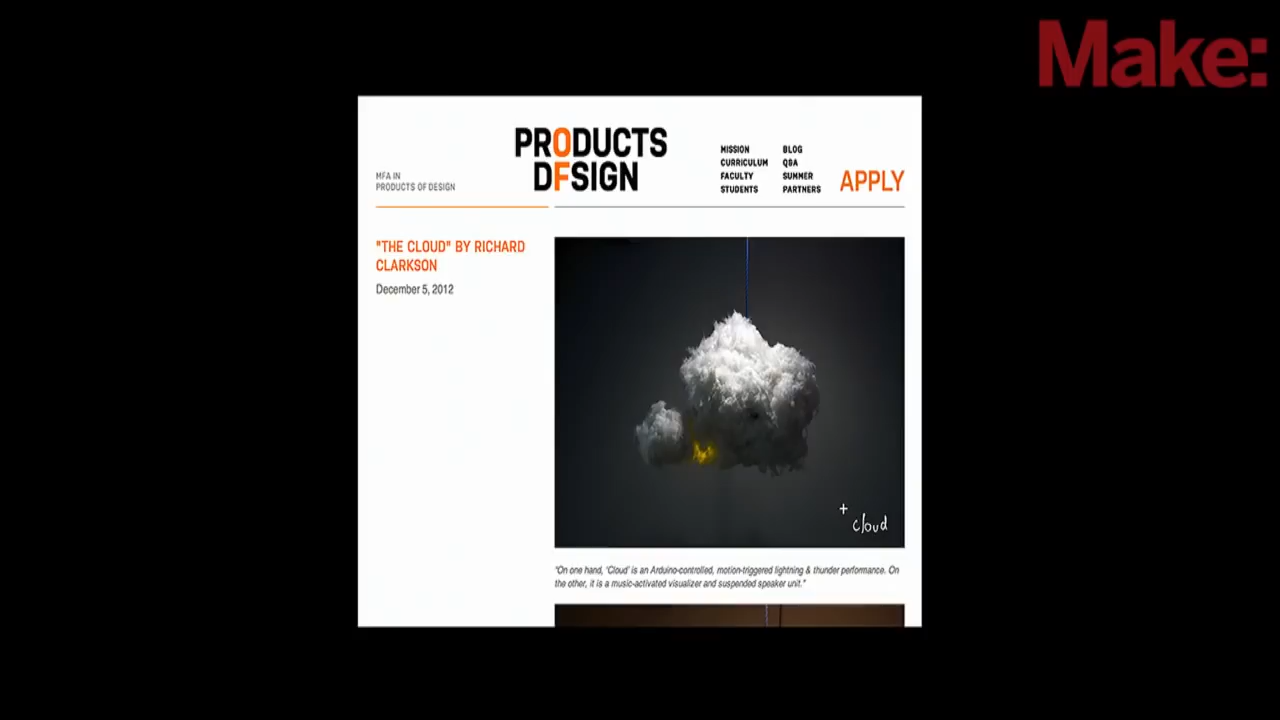 Make:
PRODUCTS
OF
DESIGN
MFA IN
PRODUCTS OF DESIGN
MISSION
CURRICULUM
FACULTY
STUDENTS
BLOG
Q&A
SUMMER
PARTNERS
APPLY
"THE CLOUD" BY RICHARD
CLARKSON
December 5, 2012
+
cloud
"On one hand, 'Cloud' is an Arduino-controlled, motion-triggered lightning & thunder performance. On
the other, it is a music-activated visualizer and suspended speaker unit."